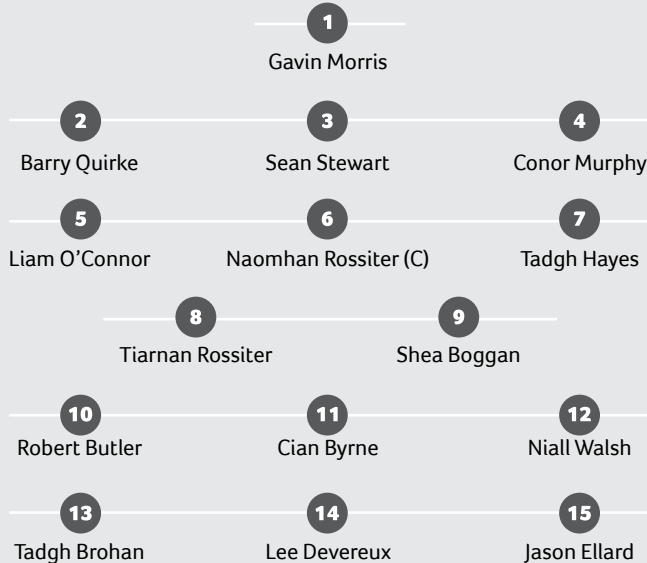 1
Gavin Morris
2 3 4
Barry Quirke Sean Stewart Conor Murphy
5 6 7
Liam O’Connor Naomhan Rossiter (C) Tadgh Hayes
8 9
Tiarnan Rossiter Shea Boggan
10 11 12
Robert Butler Cian Byrne Niall Walsh
13 14 15
Tadgh Brohan Lee Devereux Jason Ellard